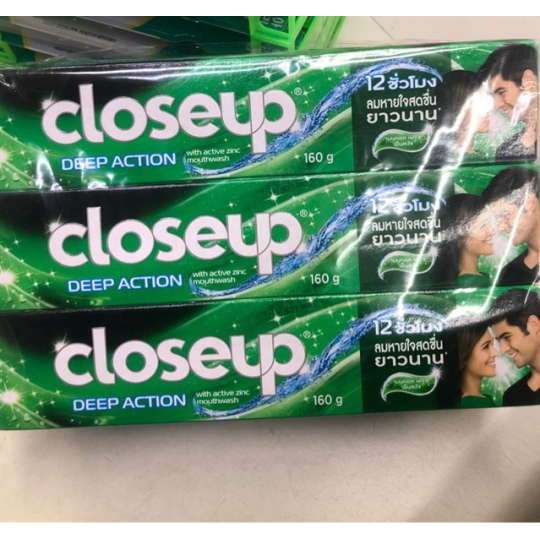 closeup®
DEEP ACTION
with active zinc
mouthwash
160 g
12 ชั่วโมง
ลมหายใจสดชื่น
ยาวนาน*
closeup®
DEEP ACTION
with active zinc
mouthwash
160 g
12 ชั่วโมง
ลมหายใจสดชื่น
ยาวนาน*
closeup®
DEEP ACTION
with active zinc
mouthwash
160 g
12 ชั่วโมง
ลมหายใจสดชื่น
ยาวนาน*